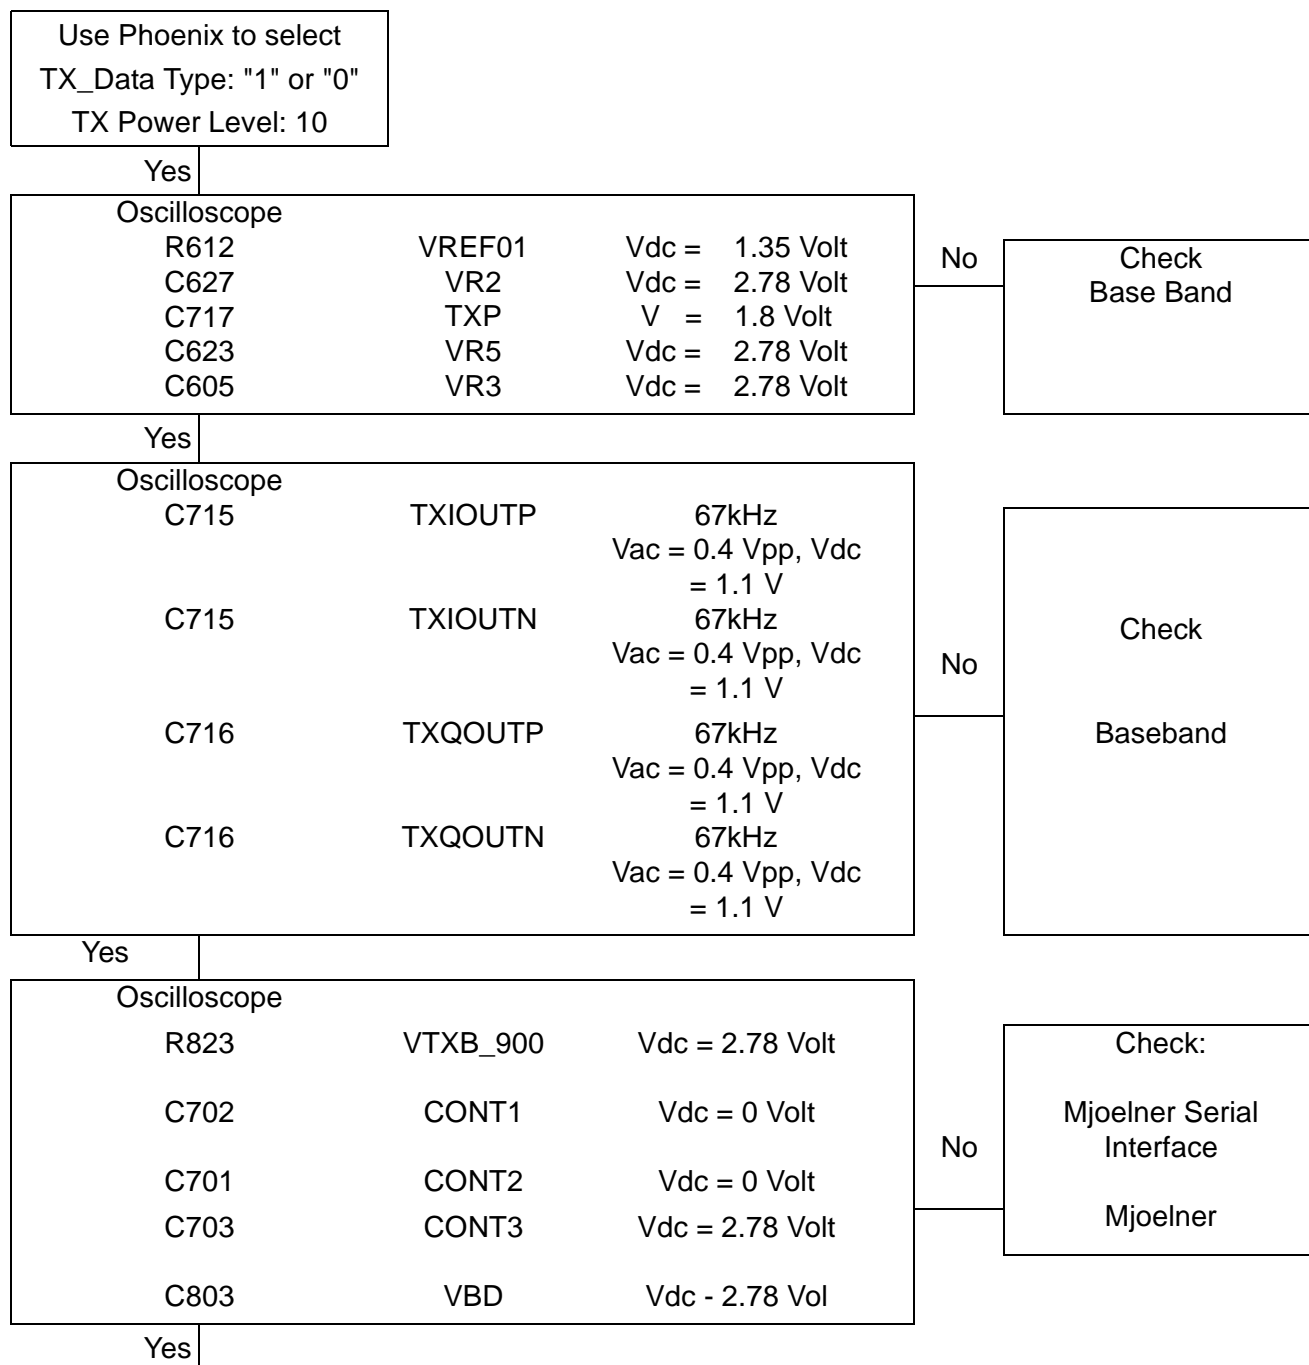 Use Phoenix to select
TX_Data Type: "1" or "0"
TX Power Level: 10
Yes
Oscilloscope
R612 VREF01 Vdc = 1.35 Volt
C627 VR2 Vdc = 2.78 Volt
C717 TXP V = 1.8 Volt
C623 VR5 Vdc = 2.78 Volt
C605 VR3 Vdc = 2.78 Volt
No
Check
Base Band
Yes
Oscilloscope
C715 TXIOUTP 67kHz
Vac = 0.4 Vpp, Vdc
= 1.1 V
C715 TXIOUTN 67kHz
Vac = 0.4 Vpp, Vdc
= 1.1 V
C716 TXQOUTP 67kHz
Vac = 0.4 Vpp, Vdc
= 1.1 V
C716 TXQOUTN 67kHz
Vac = 0.4 Vpp, Vdc
= 1.1 V
No
Check
Baseband
Yes
Oscilloscope
R823 VTXB_900 Vdc = 2.78 Volt
C702 CONT1 Vdc = 0 Volt
C701 CONT2 Vdc = 0 Volt
C703 CONT3 Vdc = 2.78 Volt
C803 VBD Vdc - 2.78 Vol
No
Check:
Mjoelner Serial
Interface
Mjoelner
Yes